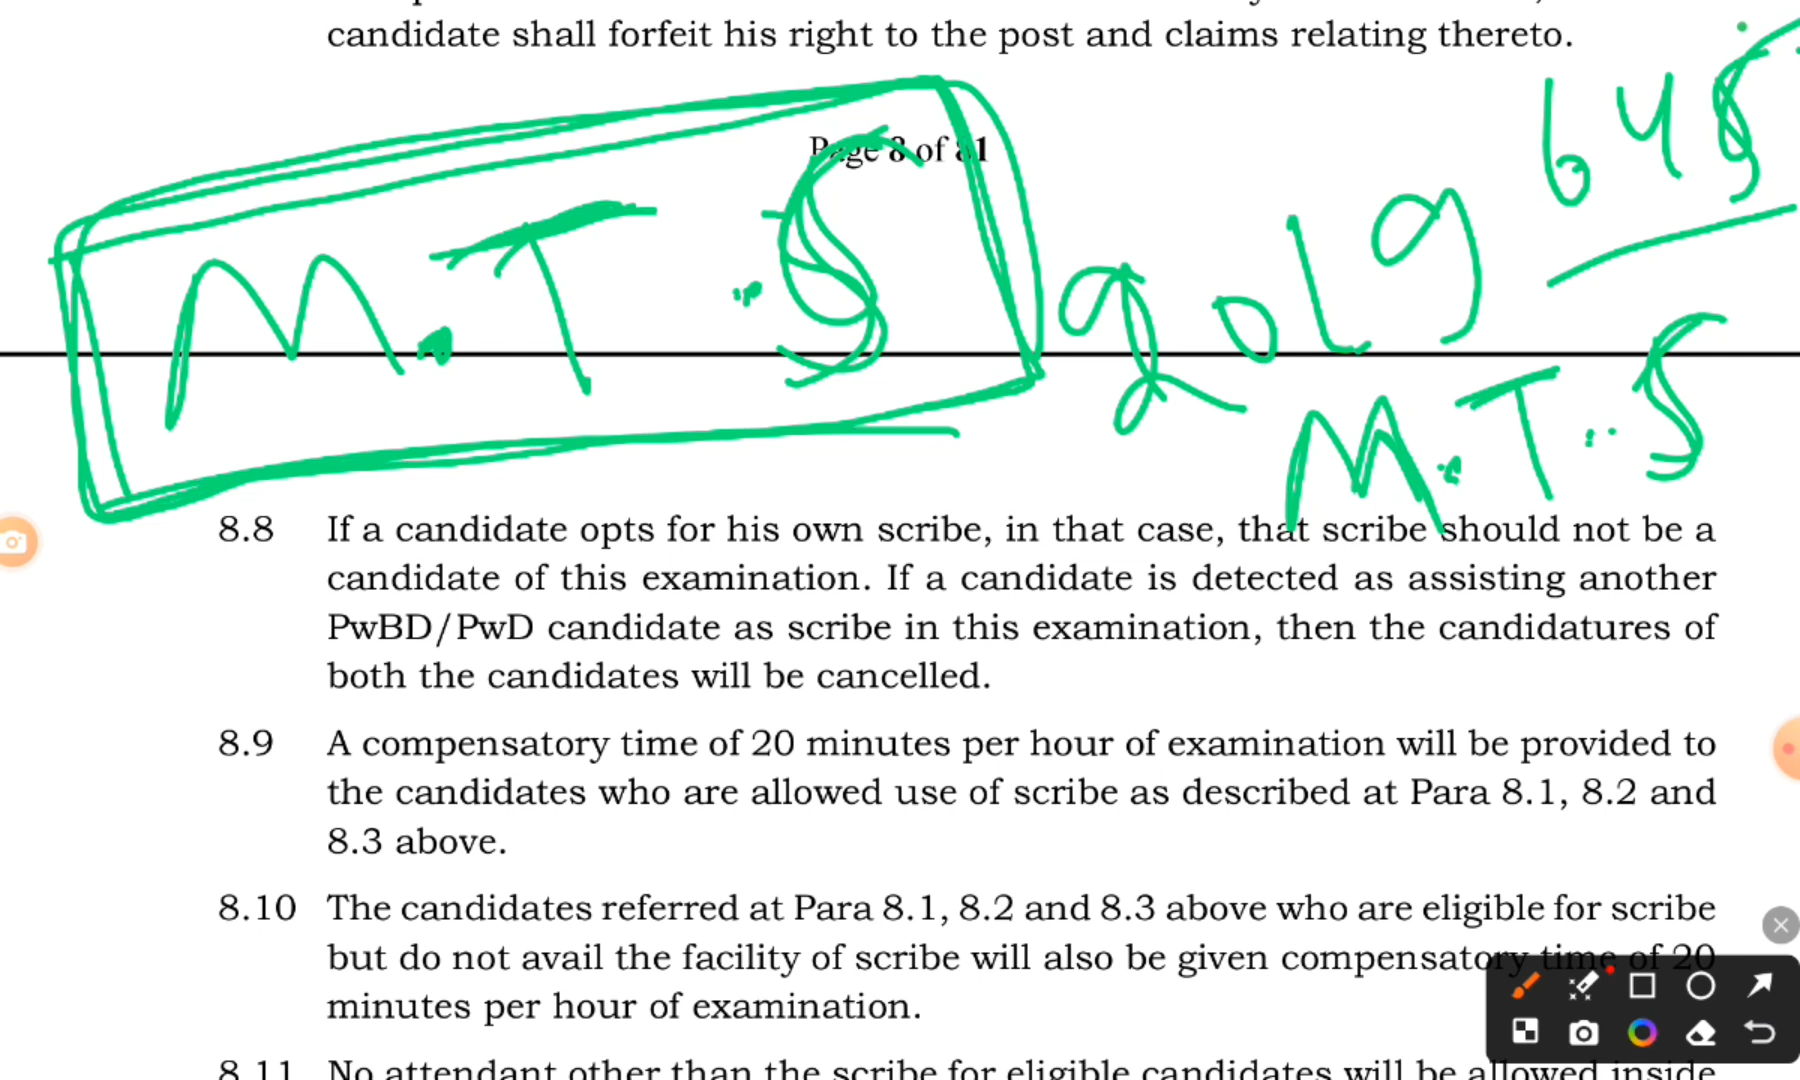 candidate shall forfeit his right to the post and claims relating thereto.
Page 8 of 81
M.T.S
2019
M.T.S
8.8 If a candidate opts for his own scribe, in that case, that scribe should not be a
candidate of this examination. If a candidate is detected as assisting another
PwBD/PwD candidate as scribe in this examination, then the candidatures of
both the candidates will be cancelled.
8.9 A compensatory time of 20 minutes per hour of examination will be provided to
the candidates who are allowed use of scribe as described at Para 8.1, 8.2 and
8.3 above.
8.10 The candidates referred at Para 8.1, 8.2 and 8.3 above who are eligible for scribe
but do not avail the facility of scribe will also be given compensatory time of 20
minutes per hour of examination.
8.11 No attendant other than the scribe for eligible candidates will be allowed inside